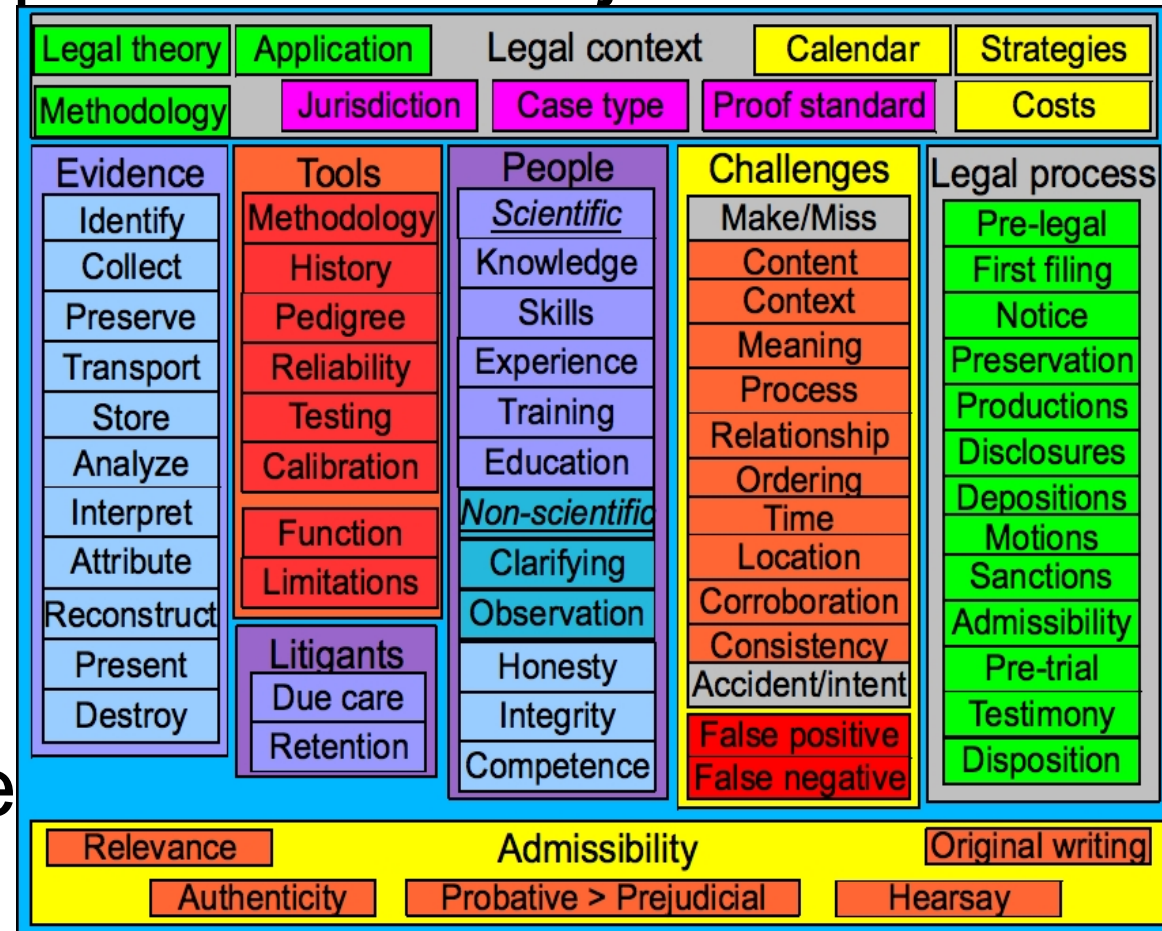 Legal theory
Application
Legal context
Calendar
Strategies
Methodology
Jurisdiction
Case type
Proof standard
Costs
Evidence
Identify
Collect
Preserve
Transport
Store
Analyze
Interpret
Attribute
Reconstruct
Present
Destroy
Tools
Methodology
History
Pedigree
Reliability
Testing
Calibration
Function
Limitations
Litigants
Due care
Retention
People
Scientific
Knowledge
Skills
Experience
Training
Education
Non-scientific
Clarifying
Observation
Honesty
Integrity
Competence
Challenges
Make/Miss
Content
Context
Meaning
Process
Relationship
Ordering
Time
Location
Corroboration
Consistency
Accident/intent
False positive
False negative
Legal process
Pre-legal
First filing
Notice
Preservation
Productions
Disclosures
Depositions
Motions
Sanctions
Admissibility
Pre-trial
Testimony
Disposition
Relevance
Admissibility
Original writing
Authenticity
Probative > Prejudicial
Hearsay